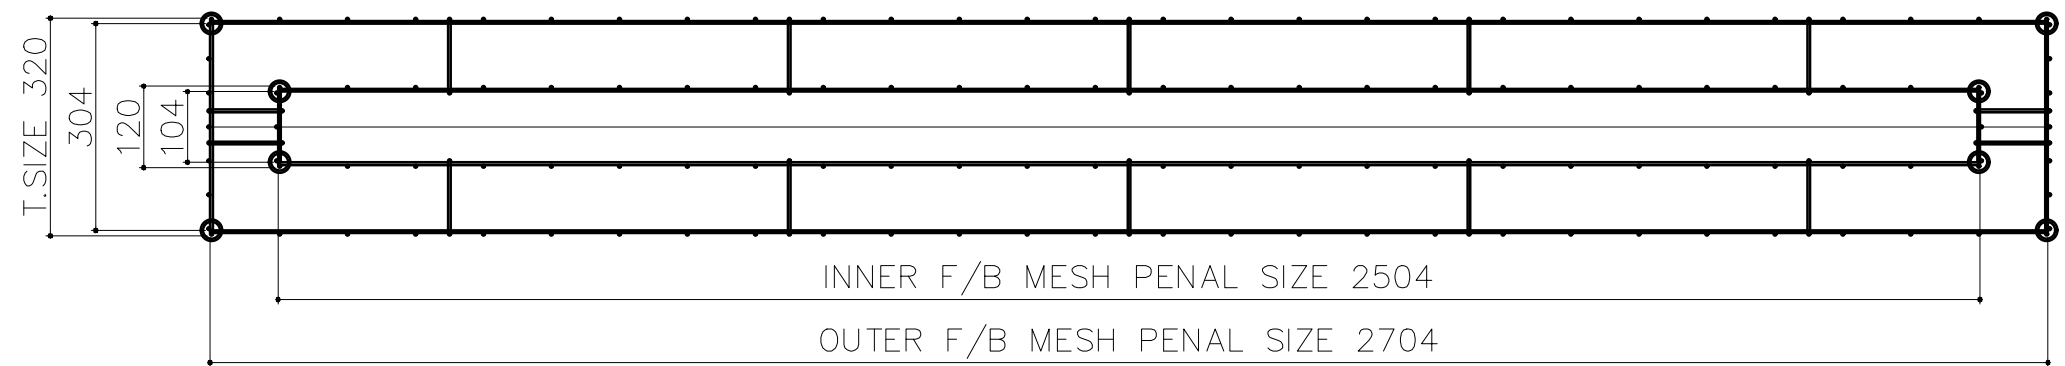 T.SIZE 320
304
120
104
INNER F/B MESH PENAL SIZE 2504
OUTER F/B MESH PENAL SIZE 2704